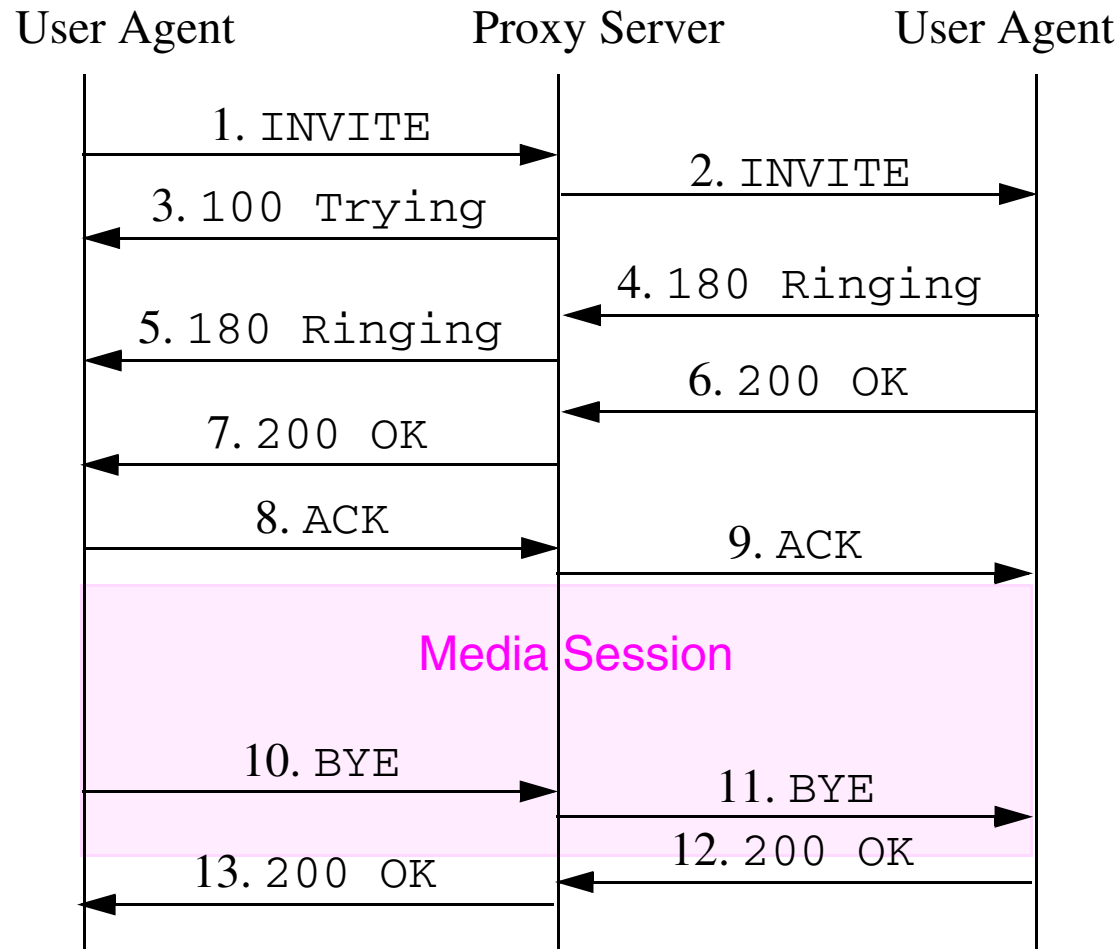 User Agent
Proxy Server
User Agent
1. INVITE
2. INVITE
3. 100 Trying
4. 180 Ringing
5. 180 Ringing
6. 200 OK
7. 200 OK
8. ACK
9. ACK
Media Session
10. BYE
11. BYE
12. 200 OK
13. 200 OK